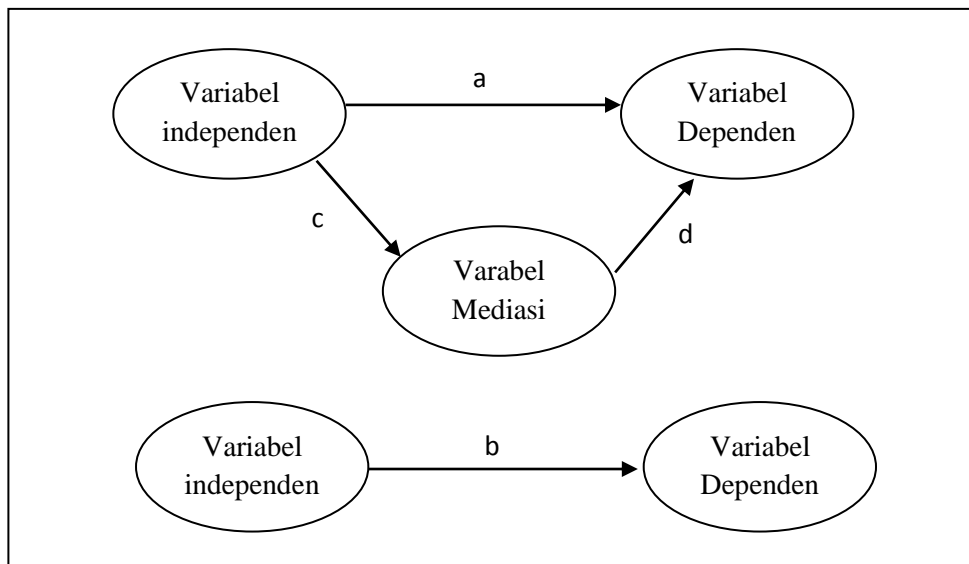 Variabel
independen
a
Variabel
Dependen
c
d
Varabel
Mediasi
Variabel
independen
b
Variabel
Dependen